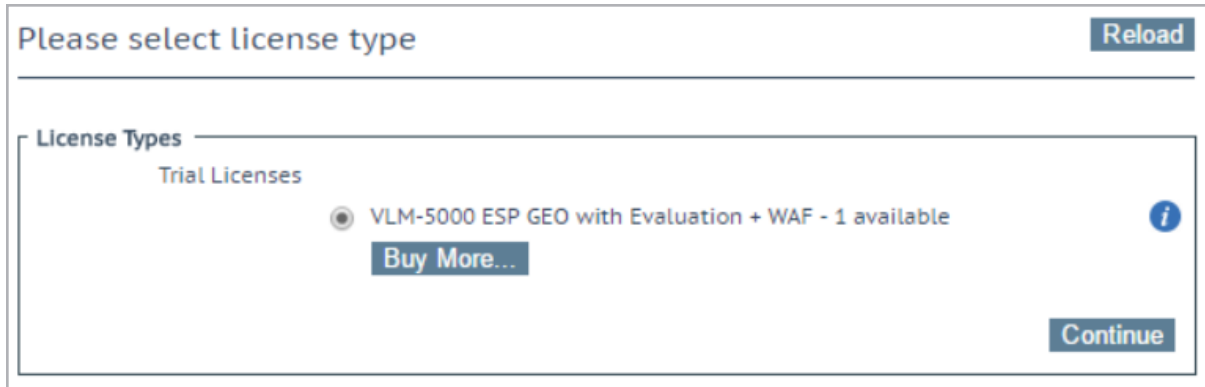 Please select license type
Reload
License Types
Trial Licenses
VLM-5000 ESP GEO with Evaluation + WAF - 1 available
i
Buy More...
Continue